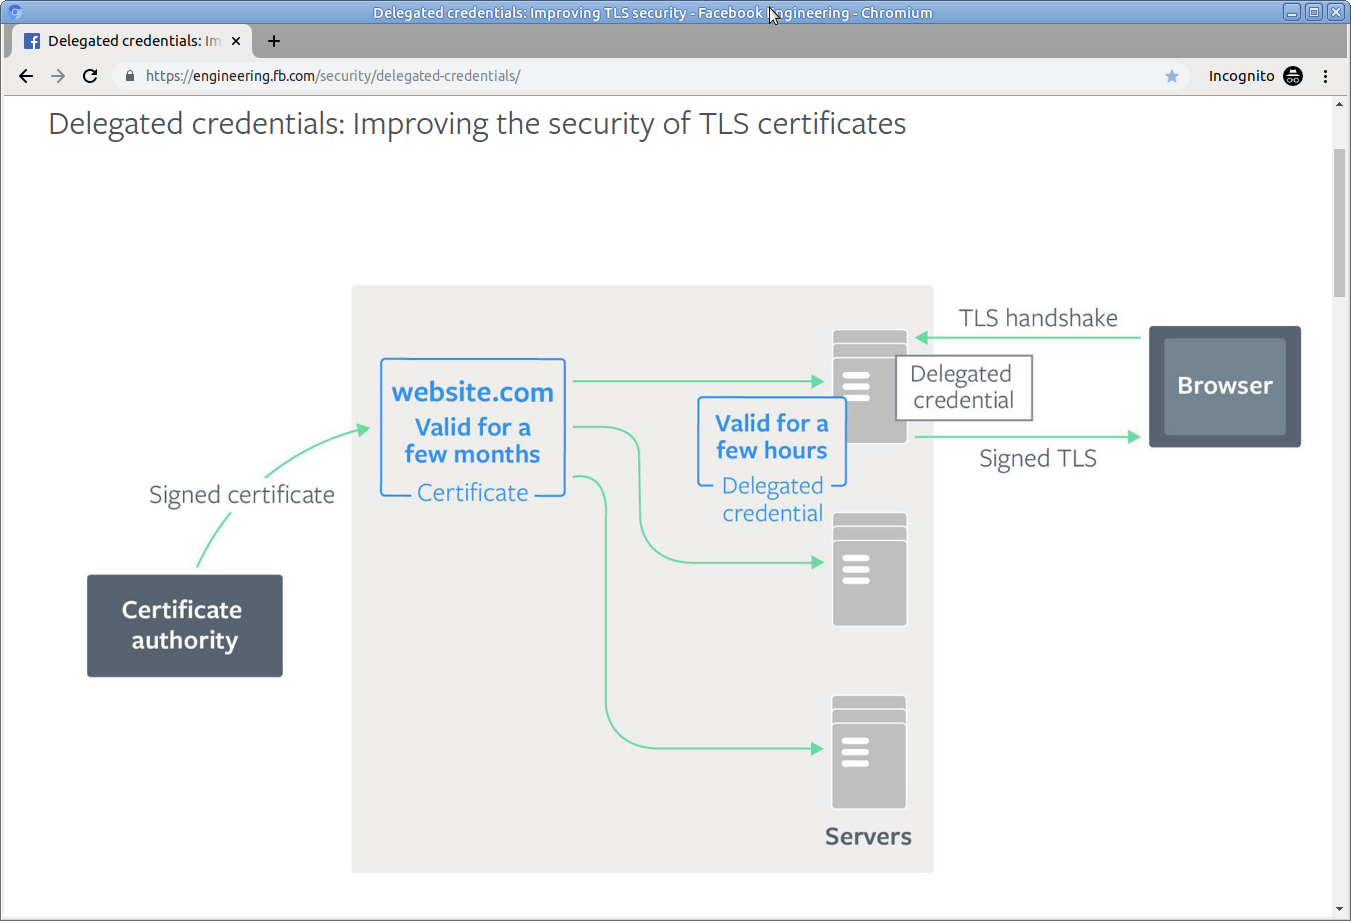 Delegated credentials: Improving TLS security - Facebook Engineering - Chromium
Delegated credentials: Im
https://engineering.fb.com/security/delegated-credentials/
Incognito
Delegated credentials: Improving the security of TLS certificates
TLS handshake
Browser
Delegated
credential
Signed TLS
website.com
Valid for a
few months
Certificate
Valid for a
few hours
Delegated
credential
Signed certificate
Certificate
authority
Servers